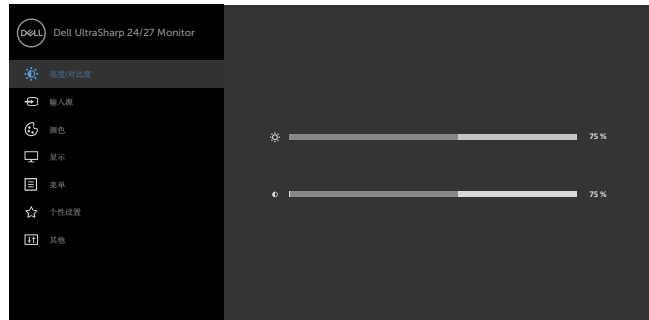 DELL Dell UltraSharp 24/27 Monitor
亮度/对比度
输入源
颜色
75 %
显示
菜单
75 %
个性设置
其他